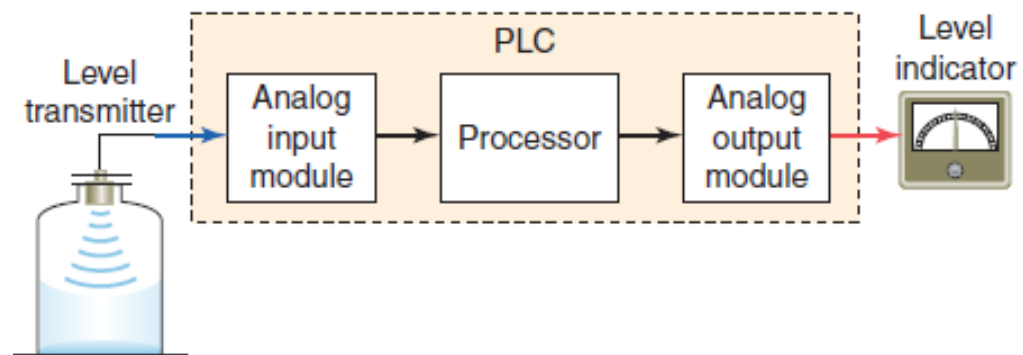 PLC
Level
transmitter
Analog
input
module
Processor
Analog
output
module
Level
indicator